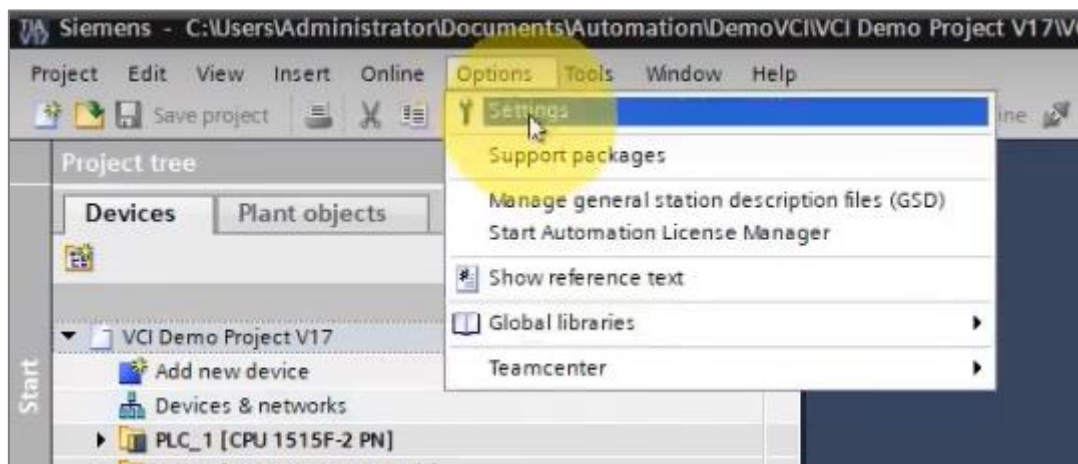 Siemens - C:\Users\Administrator\Documents\Automation\DemoVCI\VCI Demo Project V17\V
Project Edit View Insert Online Options Tools Window Help
Save project
Settings
ine
Project tree
Support packages
Devices Plant objects
Manage general station description files (GSD)
Start Automation License Manager
Show reference text
Global libraries
VCI Demo Project V17
Teamcenter
Add new device
Devices & networks
PLC_1 [CPU 1515F-2 PN]
Start